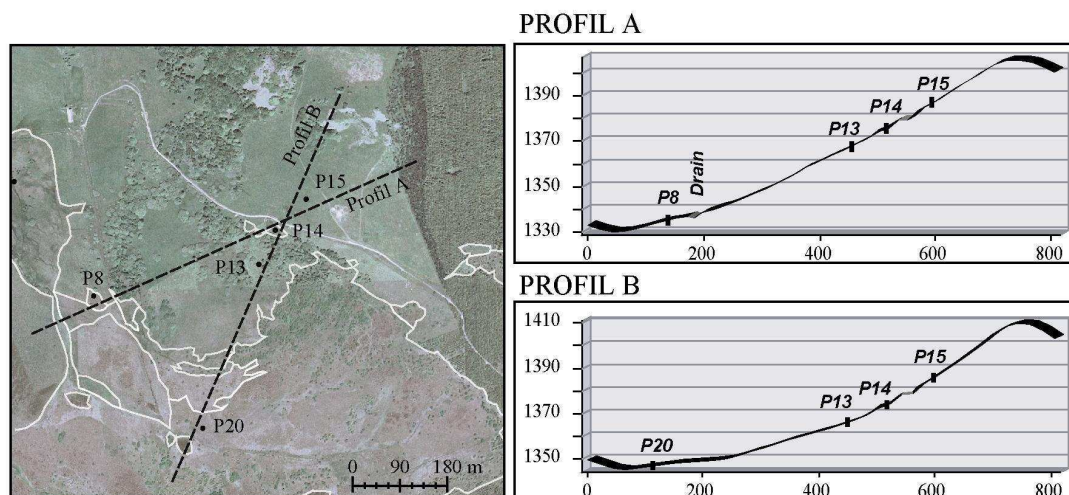 Profil B
P15
Profil A
P14
P13
P8
P20
0 90 180 m
PROFIL A
1390
1370
1350
1330
P15
P14
P13
P8
Drain
0 200 400 600 800
PROFIL B
1410
1390
1370
1350
P15
P14
P13
P20
0 200 400 600 800